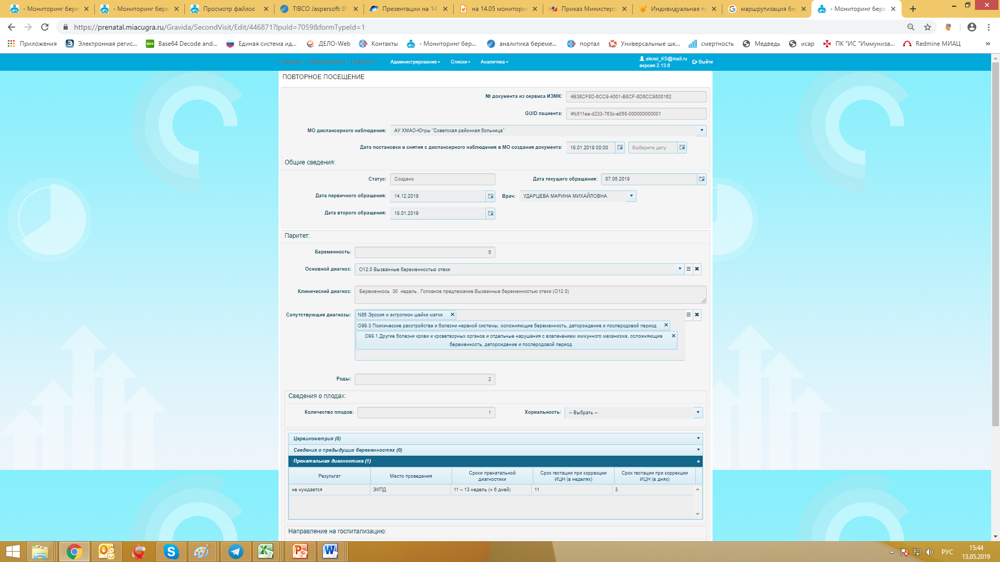 - Мониторинг бере
- Мониторинг бере
Просмотр файлов
TIBCO Jaspersoft: 01
Презентации на 14.
на 14.05 монитори
Приказ Министерст
Индивидуальная п
маршрутизация бе
- Мониторинг бере
https://prenatal.miacugra.ru/Gravida/SecondVisit/Edit/446871?lpuId=7059&formTypeId=1
Приложения
Электронная регис...
Base64 Decode and...
Единая система ид...
ДЕЛО-Web
Контакты
- Мониторинг бер...
аналитика береме...
портал
Универсальные шк...
смертность
Медведь
исар
ПК "ИС "Иммуниза...
Redmine МИАЦ
»
Главная Информация Новости Администрирование Списки Аналитика
alexei_KS@mail.ru
версия 2.13.6
Выйти
ПОВТОРНОЕ ПОСЕЩЕНИЕ
№ документа из сервиса ИЭМК: 4B38CF8D-6CC9-4001-B8CF-8D6CC9500162
GUID пациента: 4fc511ee-d233-763c-e055-000000000001
МО диспансерного наблюдения: АУ ХМАО-Югры "Советская районная больница"
Дата постановки и снятия с диспансерного наблюдения в МО создания документа: 19.01.2019 00:00 Выберите дату
Общие сведения:
Статус: Создано Дата текущего обращения: 07.05.2019
Дата первичного обращения: 14.12.2018 Врач: УДАРЦЕВА МАРИНА МИХАЙЛОВНА
Дата второго обращения: 19.01.2019
Паритет:
Беременность: 6
Основной диагноз: O12.0 Вызванные беременностью отеки
Клинический диагноз: Беременнось 30 недель. Головное предлежание.Вызванные беременностью отеки (O12.0)
Сопутствующие диагнозы: N86 Эрозия и эктропион шейки матки
O99.3 Психические расстройства и болезни нервной системы, осложняющие беременность, деторождение и послеродовой период
O99.1 Другие болезни крови и кроветворных органов и отдельные нарушения с вовлечением иммунного механизма, осложняющие
беременность, деторождение и послеродовой период
Роды: 2
Сведения о плодах:
Количество плодов: 1 Хориальность: -- Выбрать --
Цервикометрия (0)
Сведения о предыдущих беременностях (0)
Пренатальная диагностика (1)
Результат
Место проведения
Сроки пренатальной
диагностики
Срок гестации при коррекции
ИЦН (в неделях)
Срок гестации при коррекции
ИЦН (в днях)
не нуждается ЭКПД 11 – 13 недель (+ 6 дней) 11 3
Направление на госпитализацию:
РУС
15:44
13.05.2019